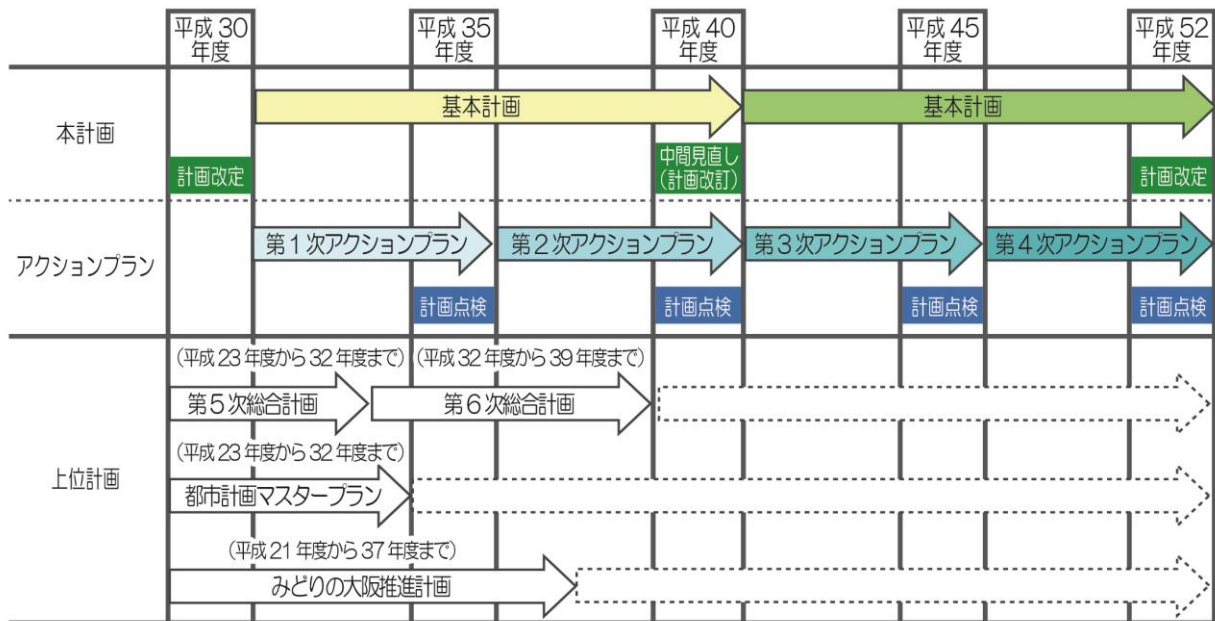 平成 30
年度
平成 35
年度
平成 40
年度
平成 45
年度
平成 52
年度
本計画
基本計画
基本計画
計画改定
中間見直し
(計画改訂)
計画改定
アクションプラン
第1次アクションプラン
第2次アクションプラン
第3次アクションプラン
第4次アクションプラン
計画点検
計画点検
計画点検
計画点検
上位計画
(平成 23 年度から 32 年度まで)
(平成 32 年度から 39 年度まで)
第5次総合計画
第6次総合計画
(平成 23 年度から 32 年度まで)
都市計画マスタープラン
(平成 21 年度から 37 年度まで)
みどりの大阪推進計画